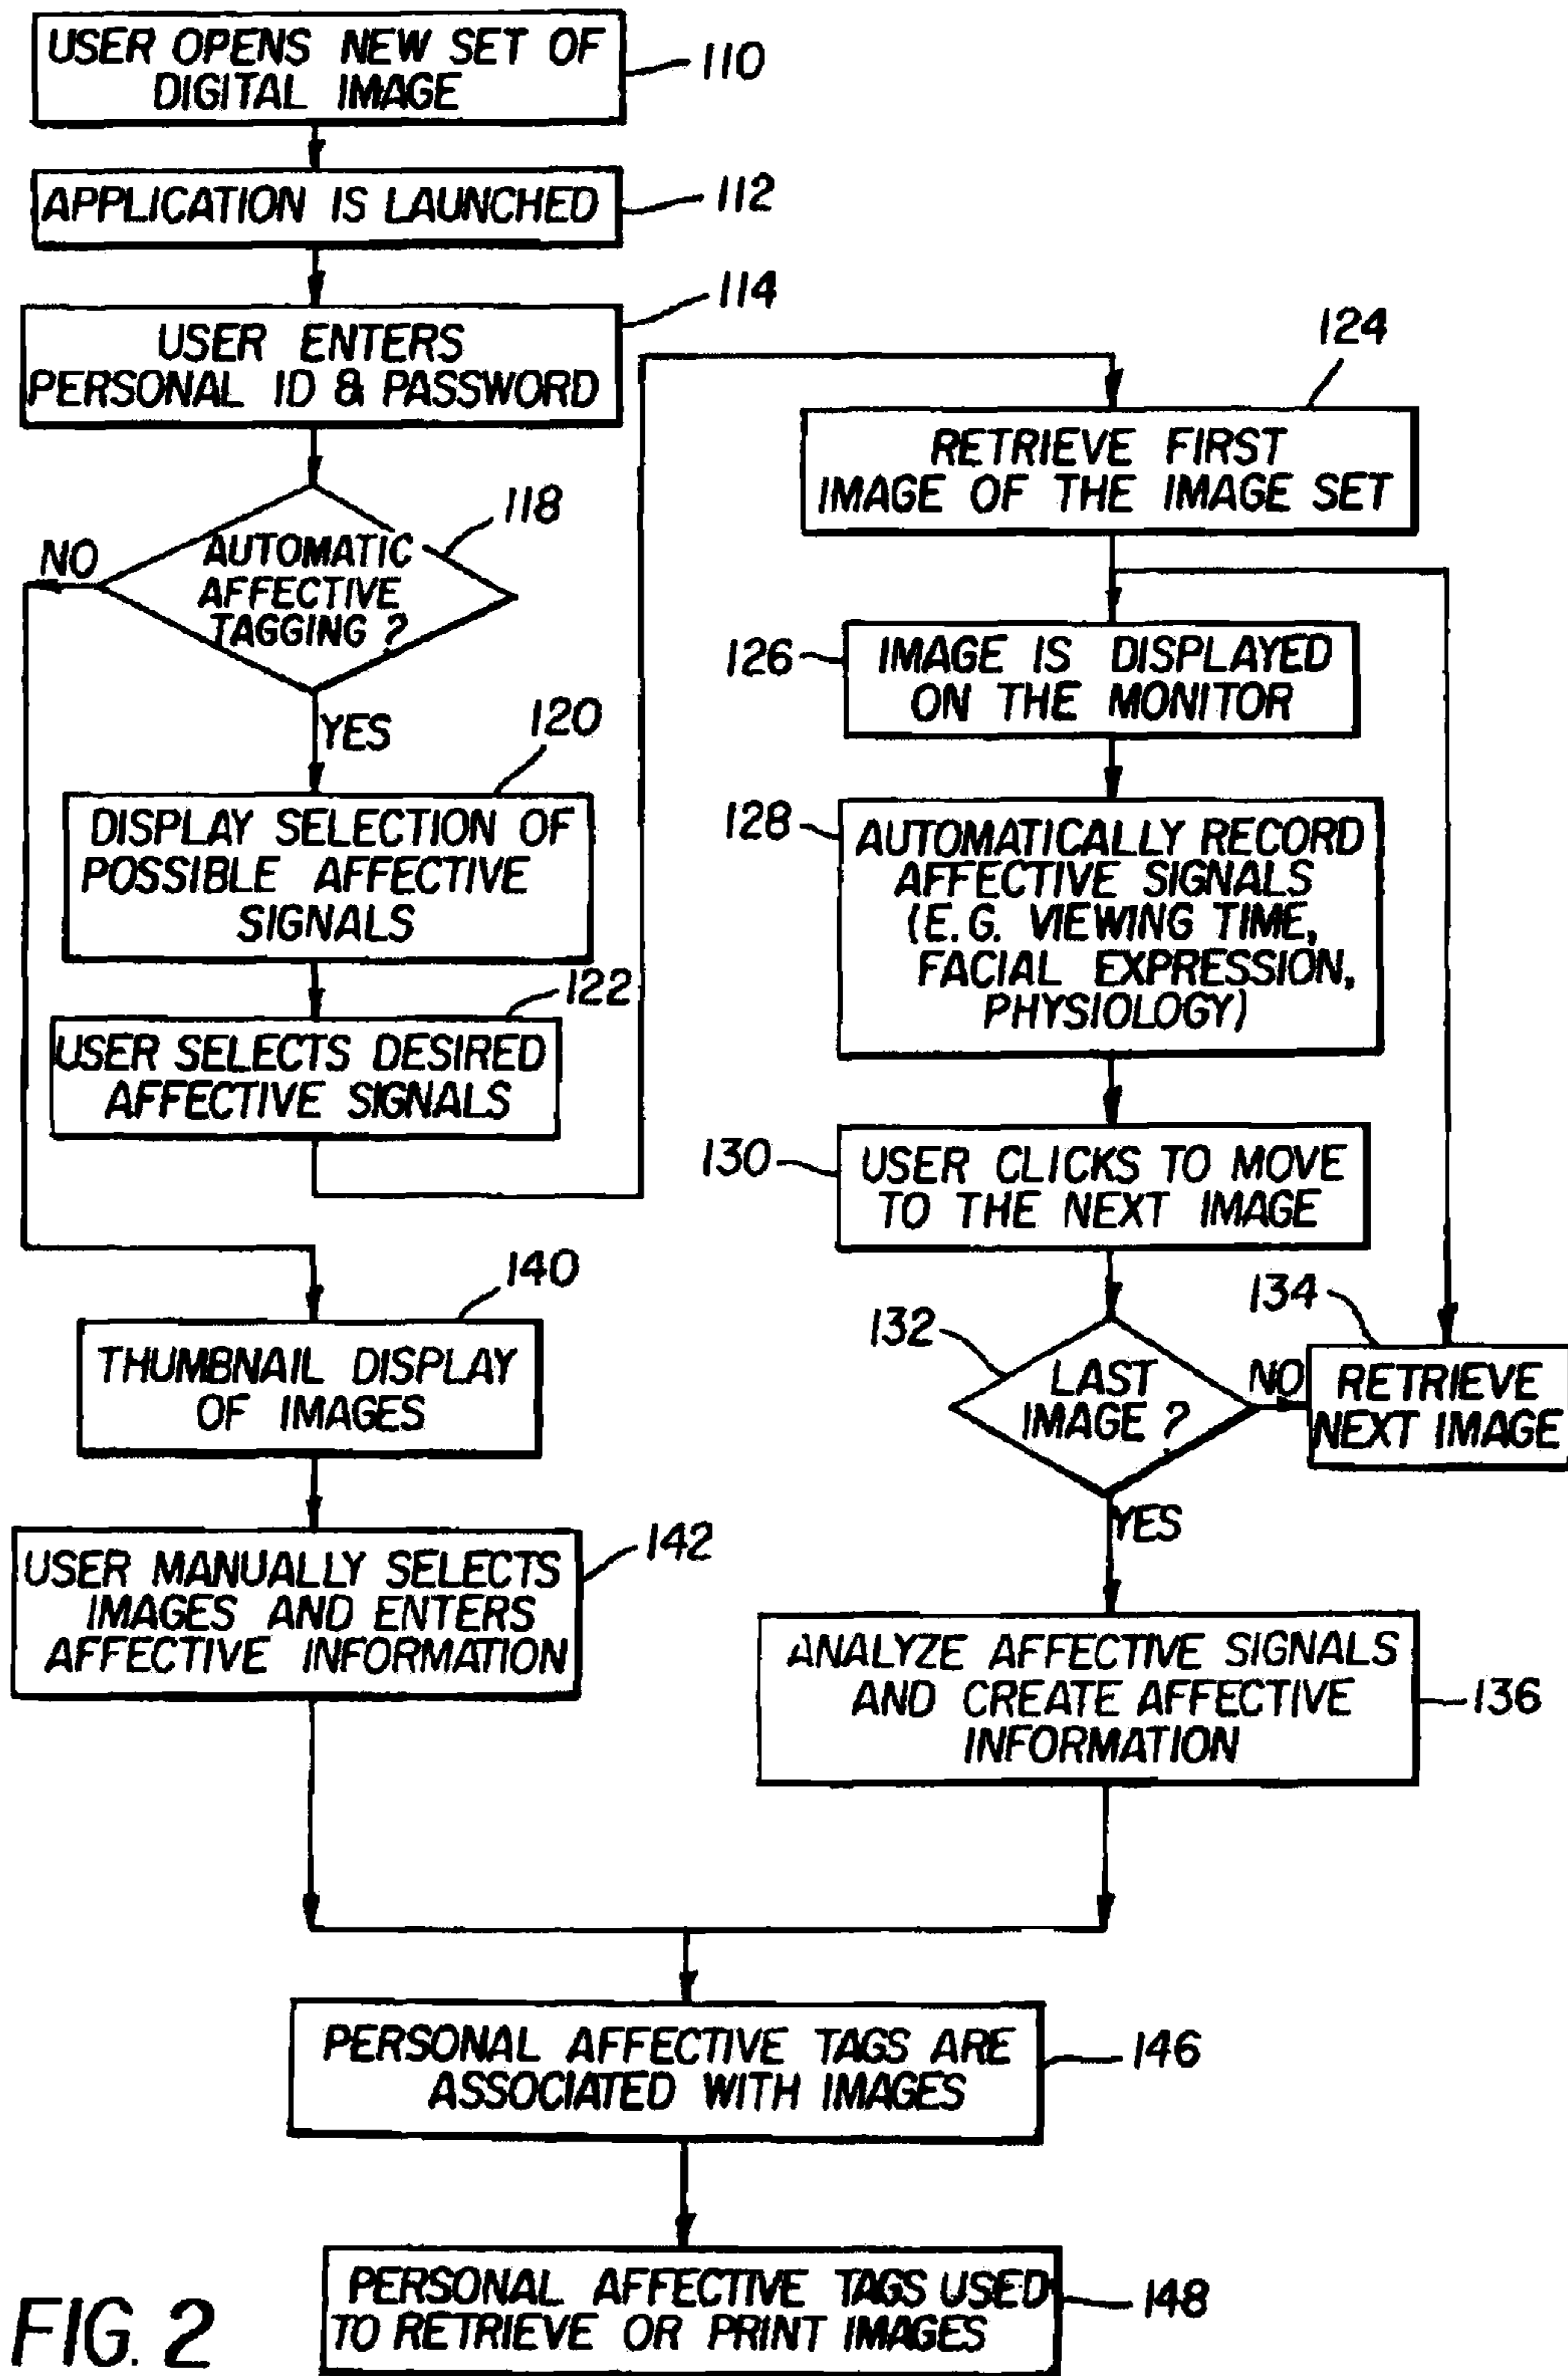 USER OPENS NEW SET OF
DIGITAL IMAGE
110
APPLICATION IS LAUNCHED
112
USER ENTERS
PERSONAL ID & PASSWORD
114
AUTOMATIC
AFFECTIVE
TAGGING ?
118
NO
YES
DISPLAY SELECTION OF
POSSIBLE AFFECTIVE
SIGNALS
120
USER SELECTS DESIRED
AFFECTIVE SIGNALS
122
RETRIEVE FIRST
IMAGE OF THE IMAGE SET
124
IMAGE IS DISPLAYED
ON THE MONITOR
126
AUTOMATICALLY RECORD
AFFECTIVE SIGNALS
(E.G. VIEWING TIME,
FACIAL EXPRESSION,
PHYSIOLOGY)
128
USER CLICKS TO MOVE
TO THE NEXT IMAGE
130
LAST
IMAGE ?
132
NO
YES
RETRIEVE
NEXT IMAGE
134
ANALYZE AFFECTIVE SIGNALS
AND CREATE AFFECTIVE
INFORMATION
136
THUMBNAIL DISPLAY
OF IMAGES
140
USER MANUALLY SELECTS
IMAGES AND ENTERS
AFFECTIVE INFORMATION
142
PERSONAL AFFECTIVE TAGS ARE
ASSOCIATED WITH IMAGES
146
PERSONAL AFFECTIVE TAGS USED
TO RETRIEVE OR PRINT IMAGES
148
FIG. 2